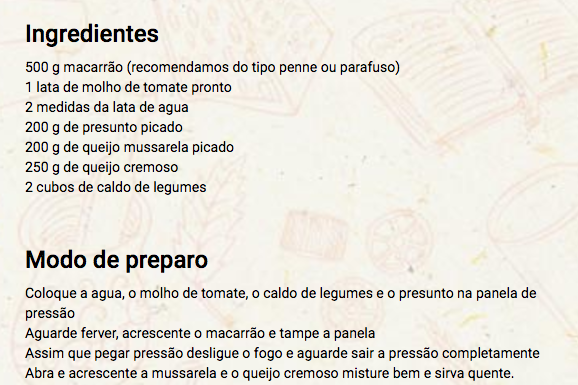 Ingredientes
500 g macarrão (recomendamos do tipo penne ou parafuso)
1 lata de molho de tomate pronto
2 medidas da lata de agua
200 g de presunto picado
200 g de queijo mussarela picado
250 g de queijo cremoso
2 cubos de caldo de legumes
Modo de preparo
Coloque a agua, o molho de tomate, o caldo de legumes e o presunto na panela de
pressão
Aguarde ferver, acrescente o macarrão e tampe a panela
Assim que pegar pressão desligue o fogo e aguarde sair a pressão completamente
Abra e acrescente a mussarela e o queijo cremoso misture bem e sirva quente.